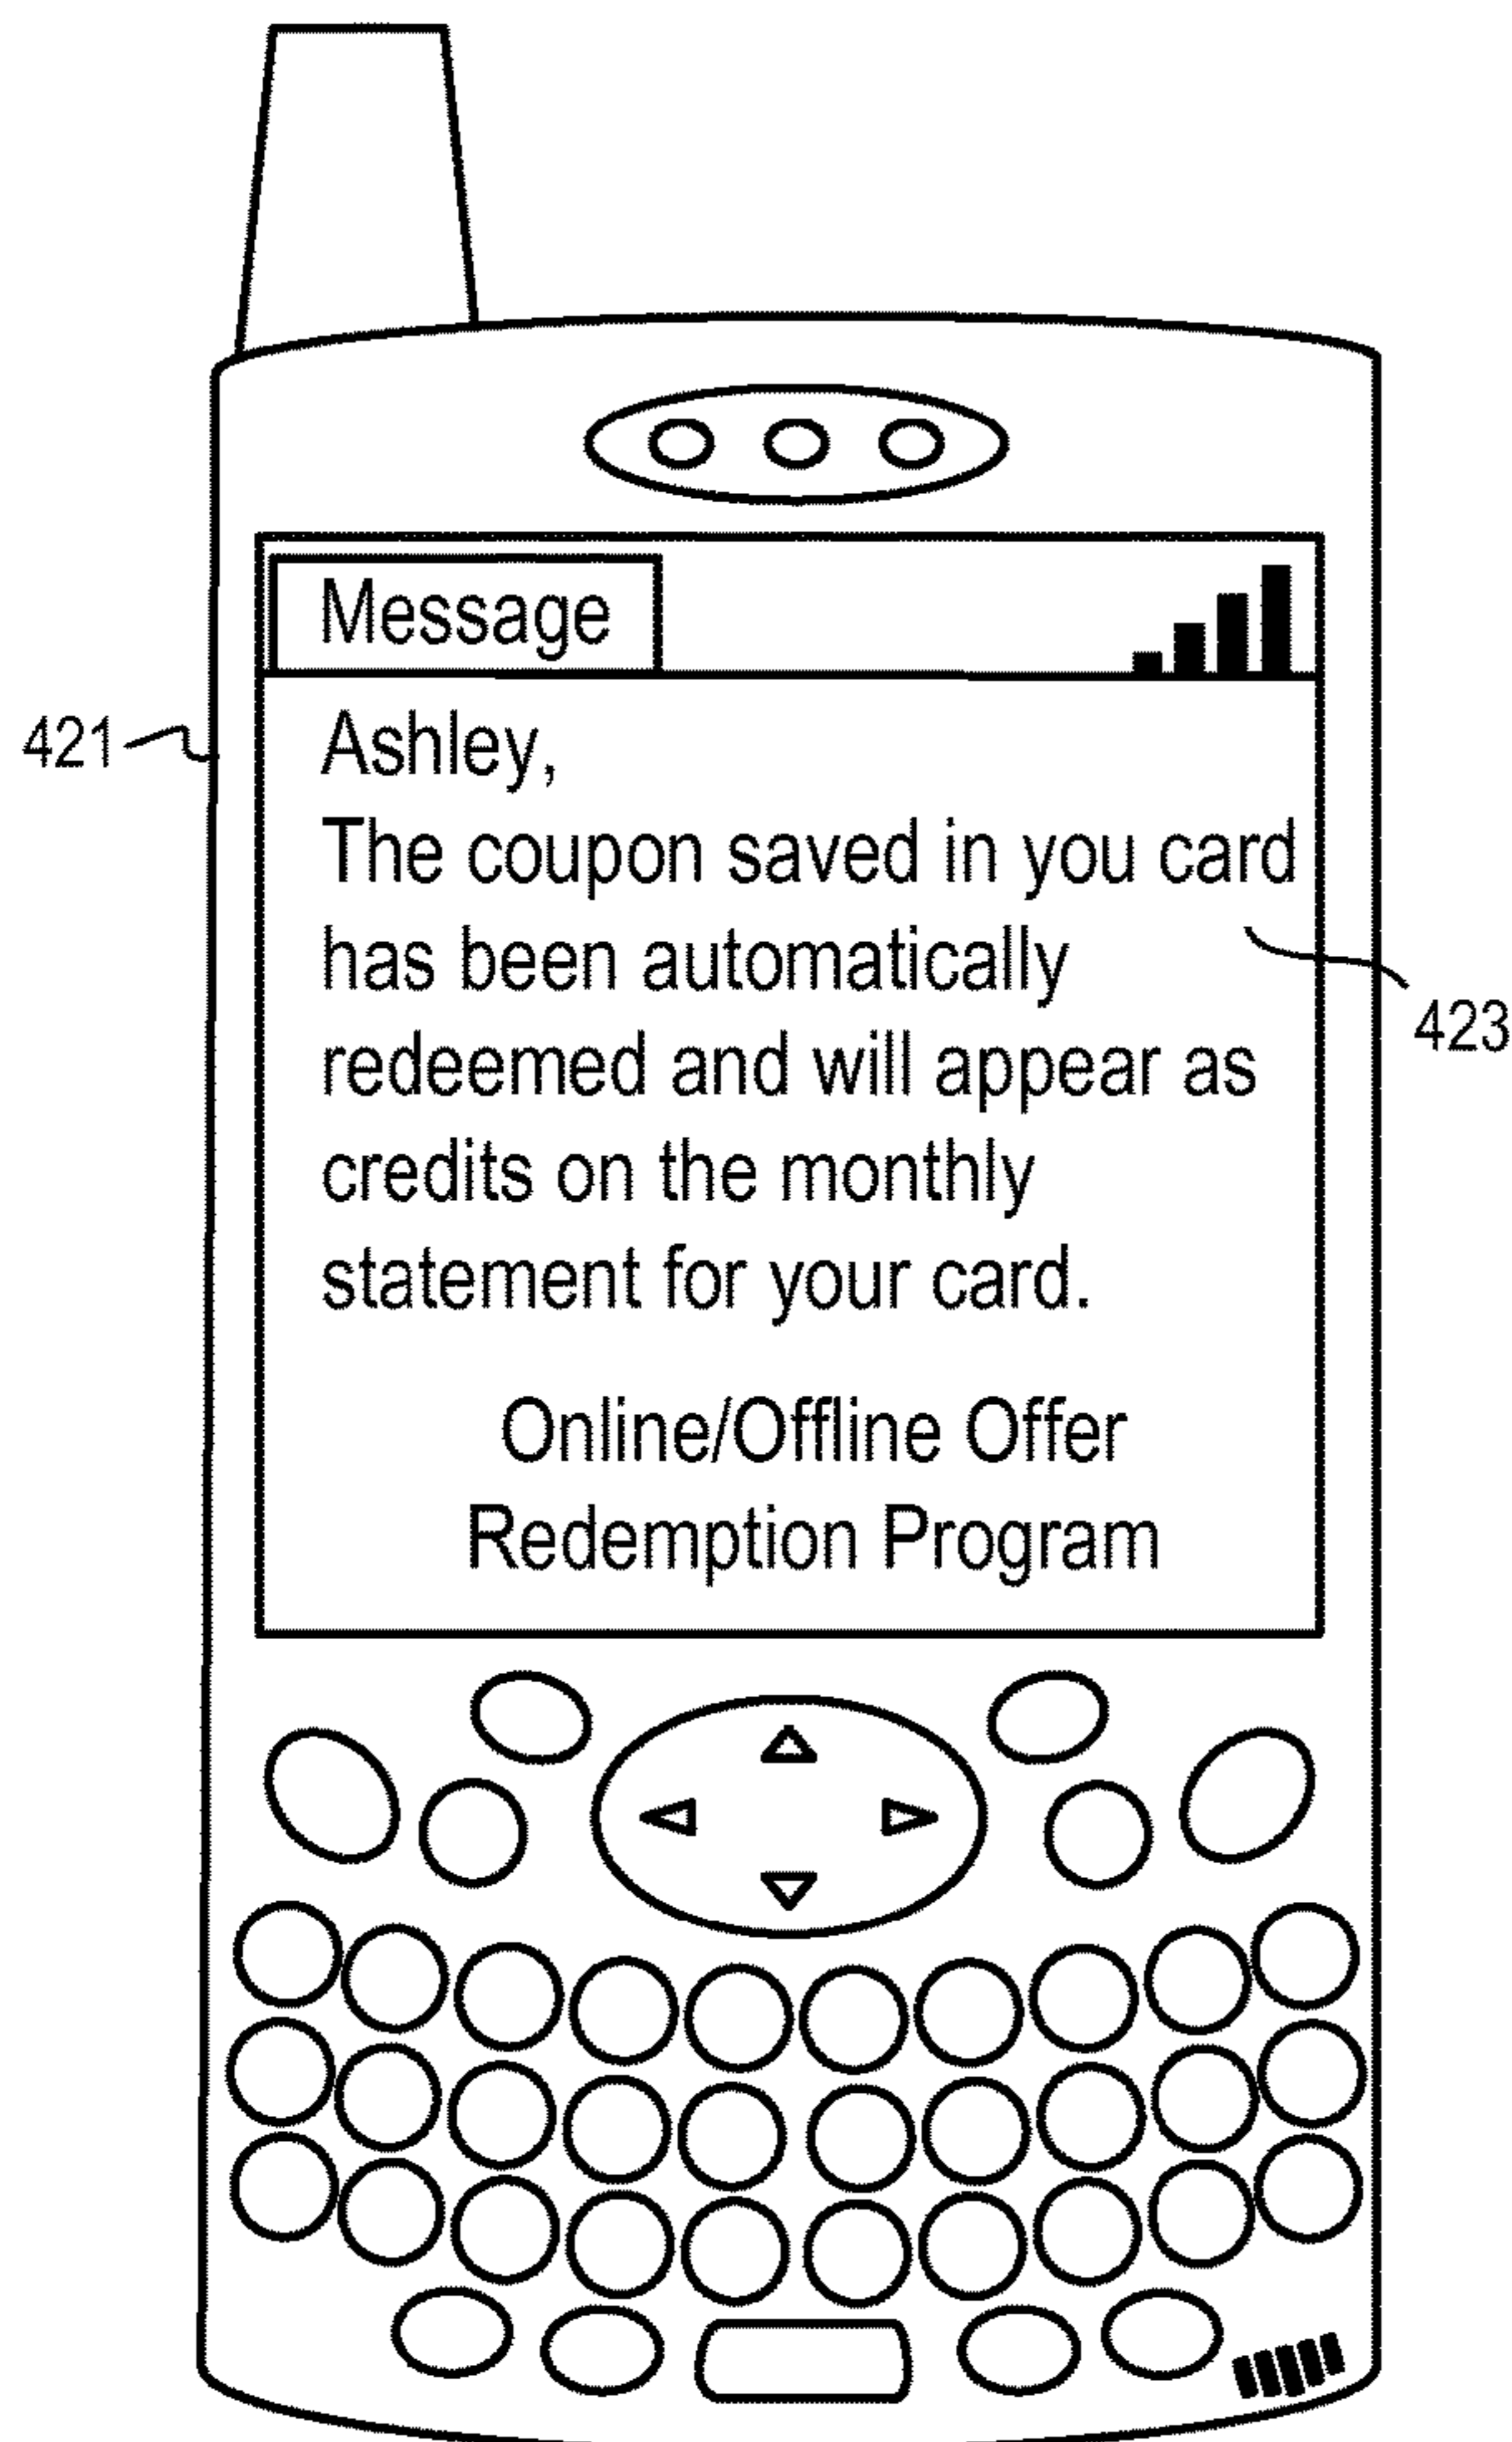 Message
421
Ashley,
The coupon saved in you card
has been automatically
423
redeemed and will appear as
credits on the monthly
statement for your card.
Online/Offline Offer
Redemption Program